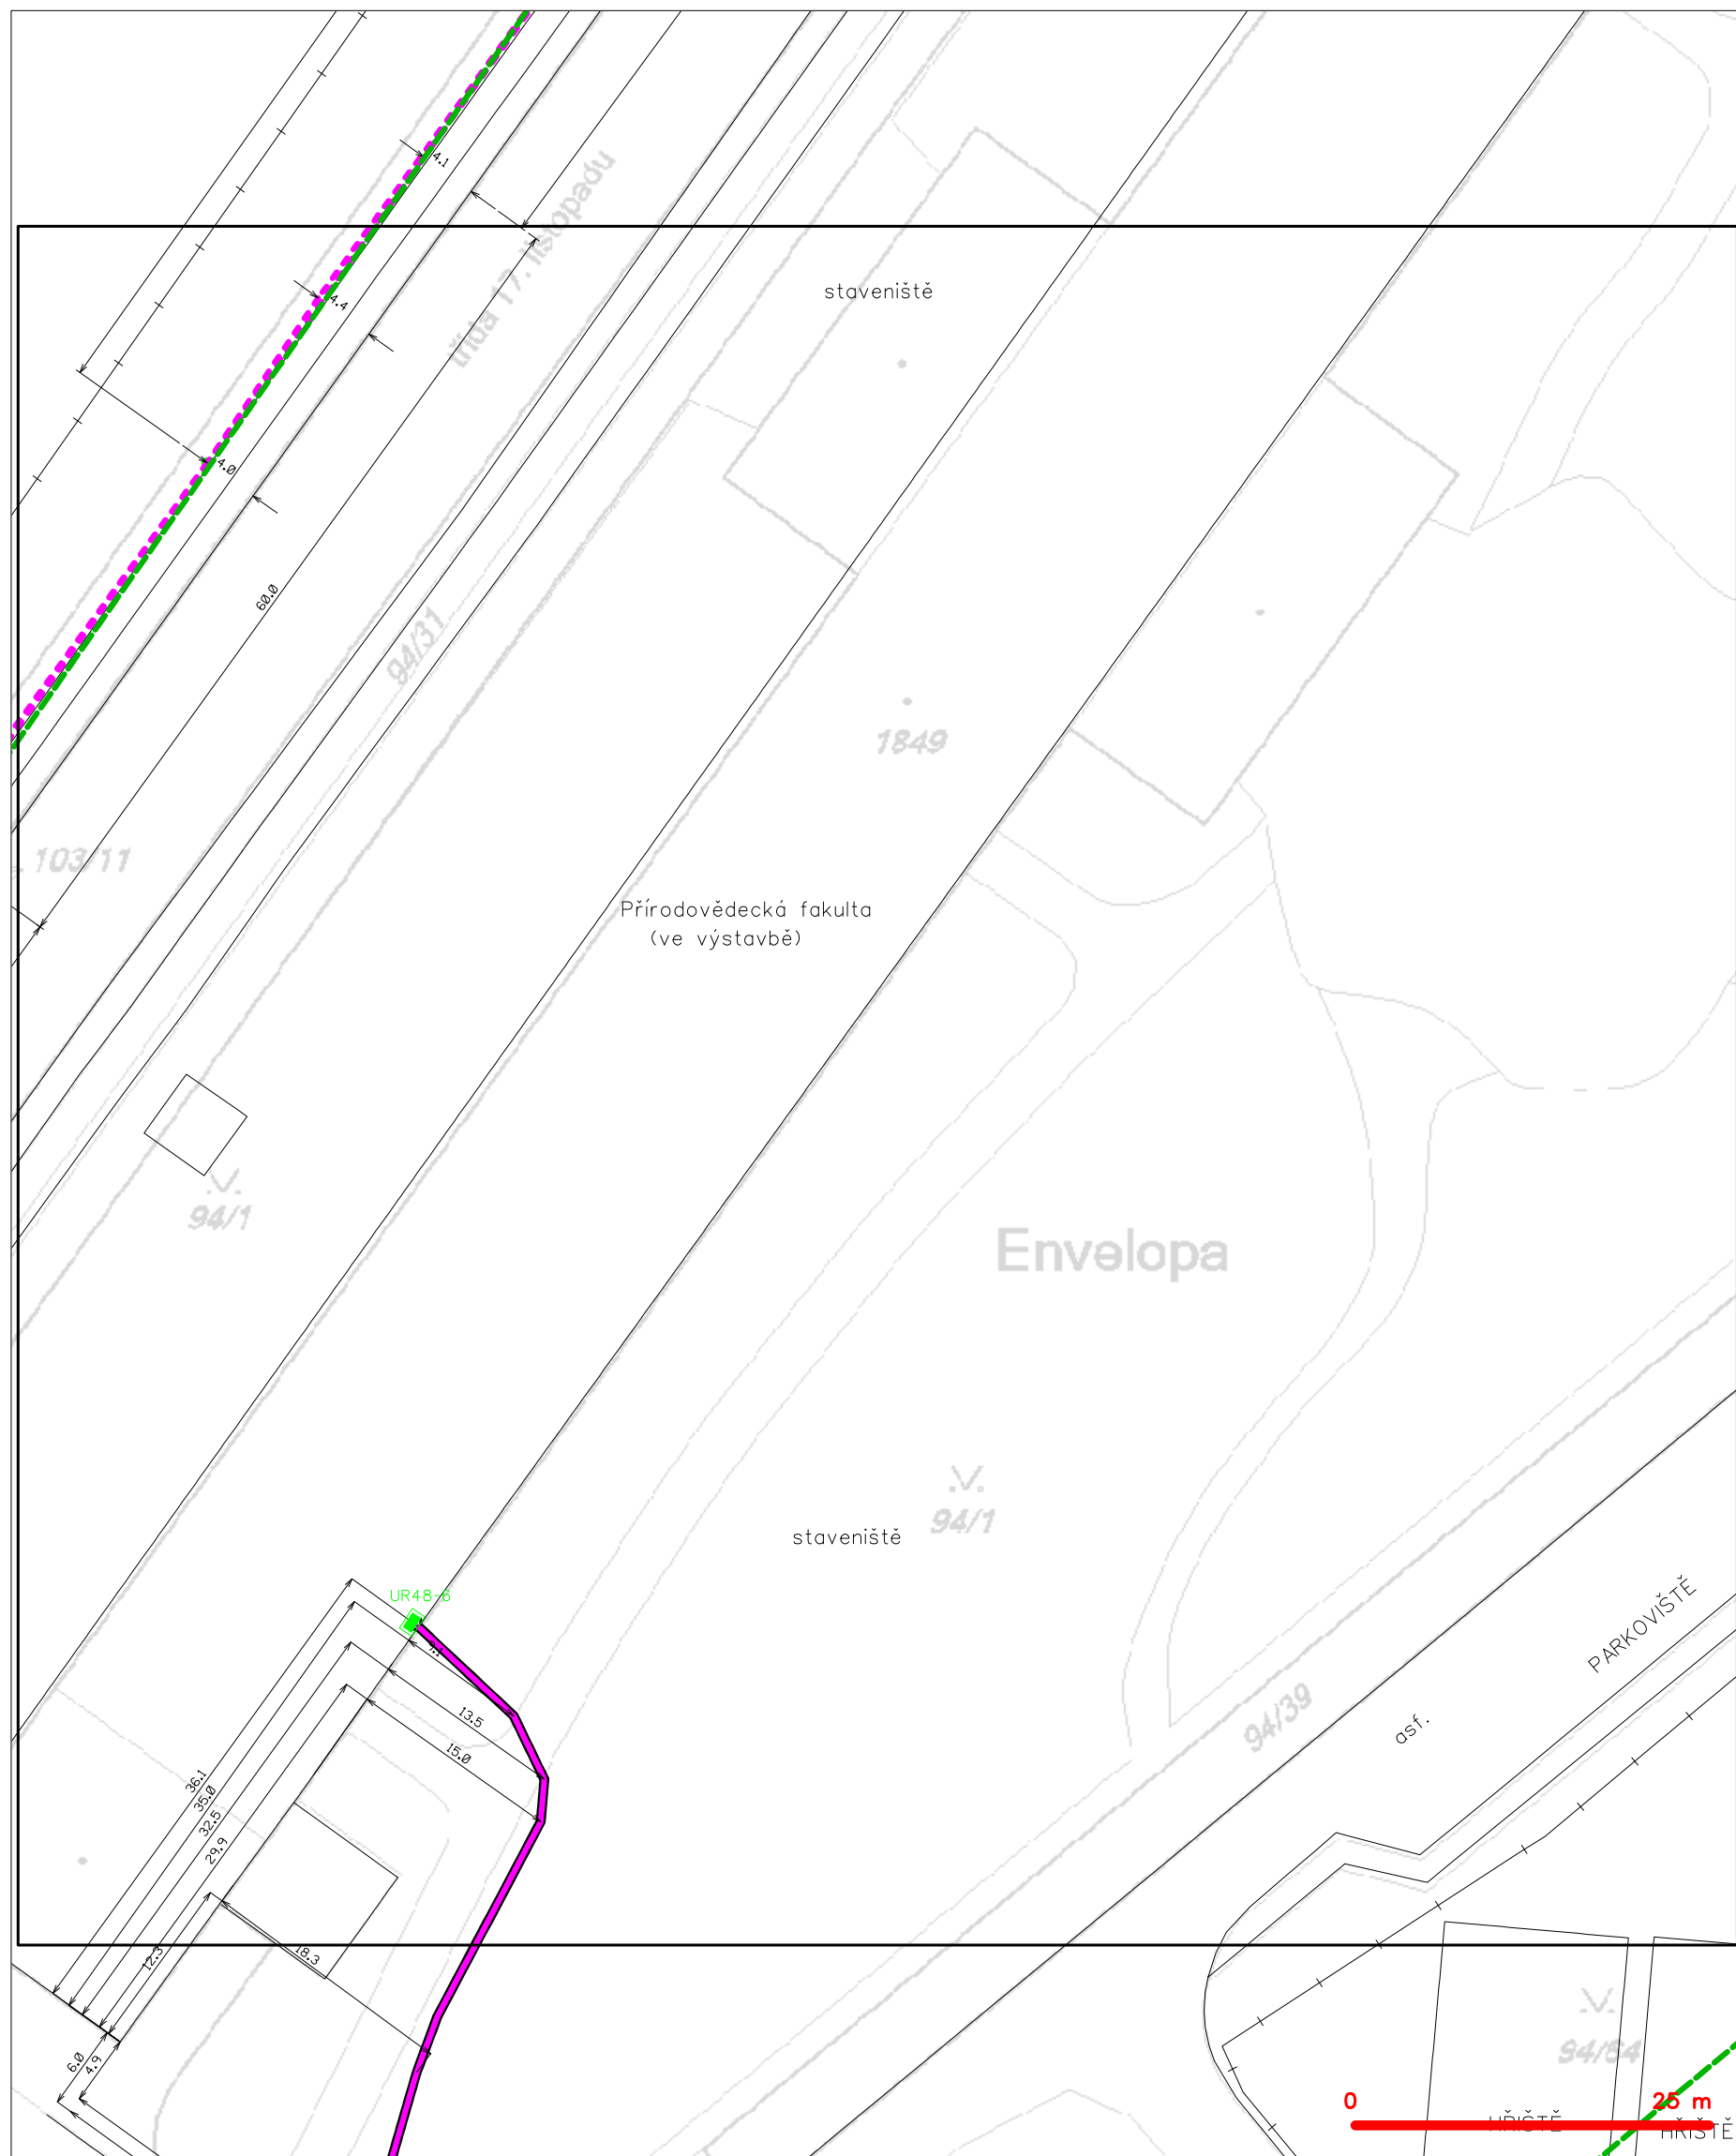 4.1
třída 17. listopadu
staveniště
4.4
4.0
60.0
94/31
1849
103/11
Přírodovědecká fakulta
(ve výstavbě)
94/1
Envelopa
94/1
staveniště
UR48-6
PARKOVIŠTĚ
94/39
asf.
13.5
15.0
36.1
35.0
32.5
29.9
12.3
18.3
6.0
4.9
94/64
0
25 m
HŘIŠTĚ
HŘIŠTĚ